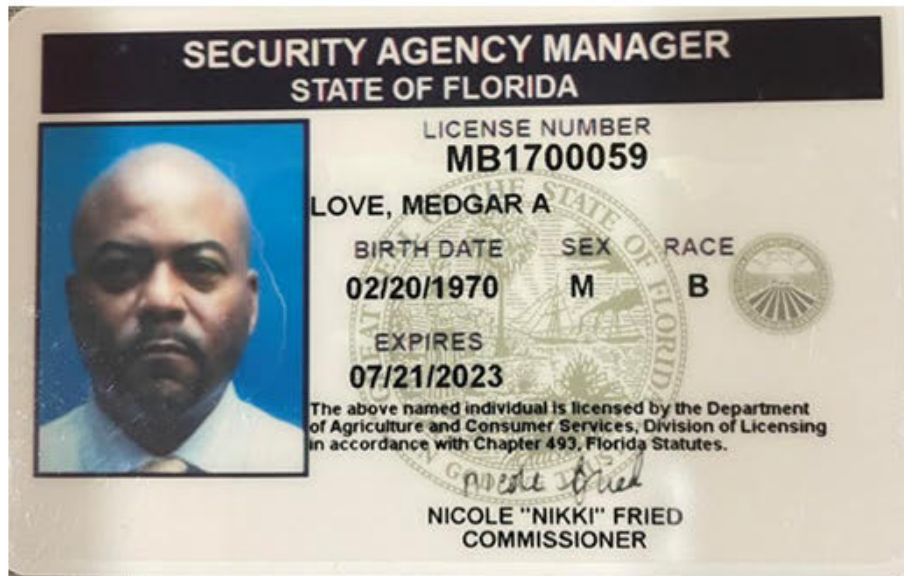 SECURITY AGENCY MANAGER
STATE OF FLORIDA
LICENSE NUMBER
MB1700059
LOVE, MEDGAR A
BIRTH DATE SEX RACE
02/20/1970 M B
EXPIRES
07/21/2023
The above named individual is licensed by the Department
of Agriculture and Consumer Services, Division of Licensing
in accordance with Chapter 493, Florida Statutes.
Nicole Fried
NICOLE "NIKKI" FRIED
COMMISSIONER